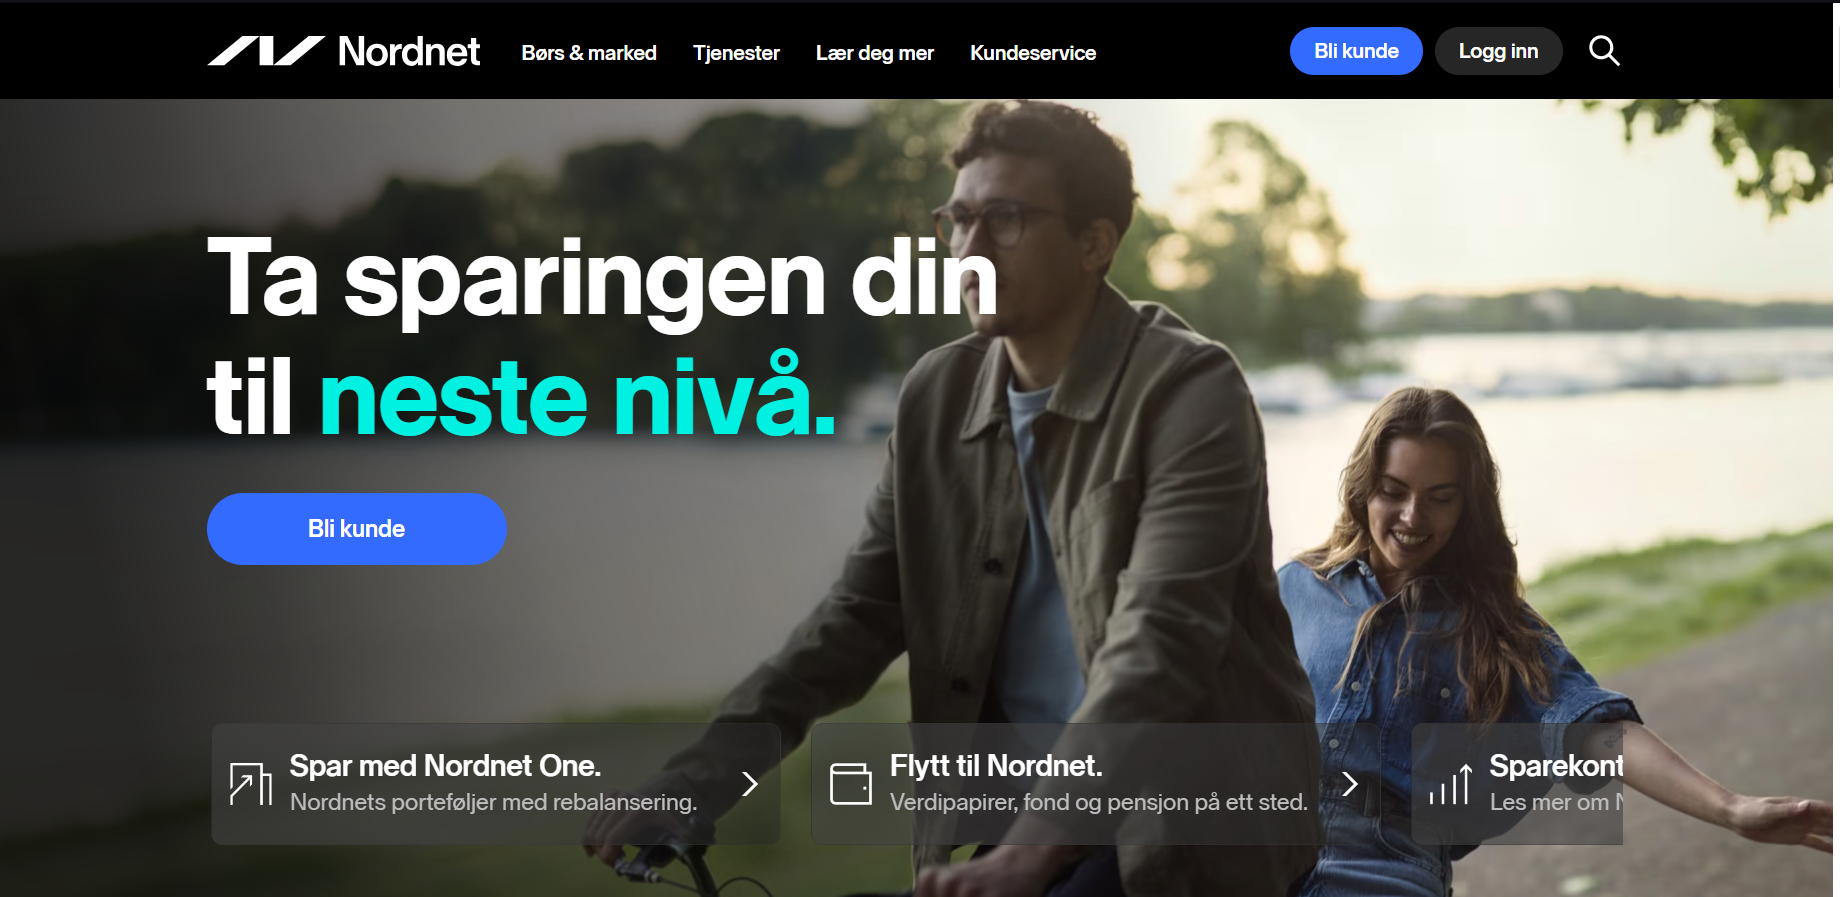 Nordnet
Børs & marked
Tjenester
Lær deg mer
Kundeservice
Bli kunde
Logg inn
Ta sparingen din
til neste nivå.
Bli kunde
Spar med Nordnet One.
Nordnets porteføljer med rebalansering.
Flytt til Nordnet.
Verdipapirer, fond og pensjon på ett sted.
Sparekont
Les mer om